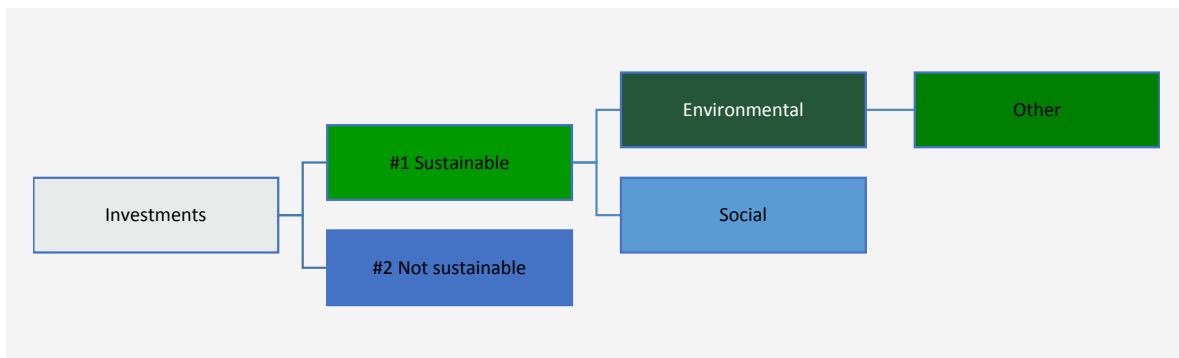 Environmental
Other
#1 Sustainable
Investments
Social
#2 Not sustainable